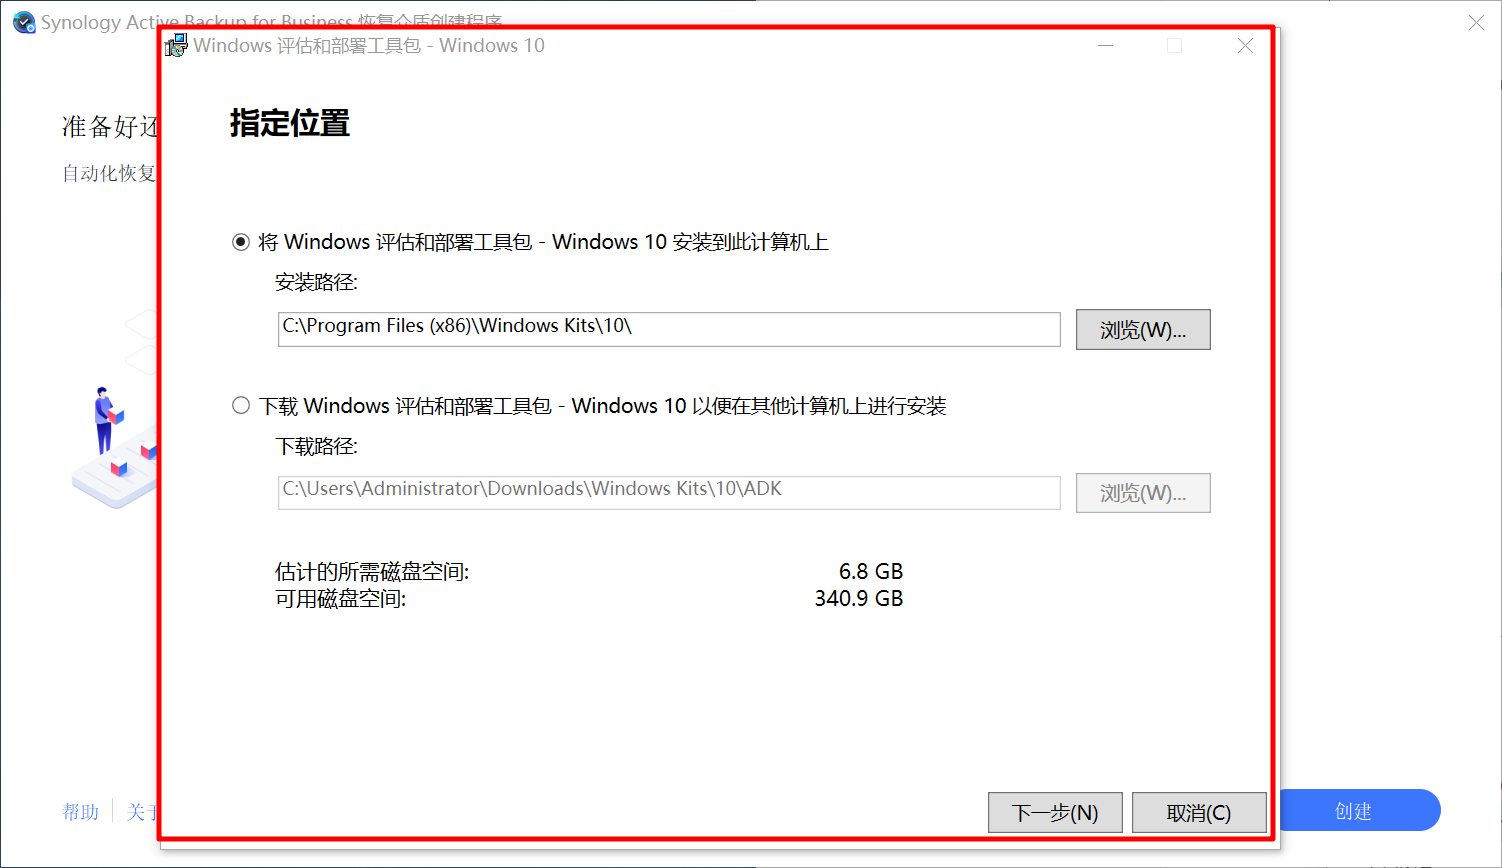 Synology Active Backup for Business 恢复介质创建程序
Windows 评估和部署工具包 - Windows 10
准备好还
自动化恢复
指定位置
将 Windows 评估和部署工具包 - Windows 10 安装到此计算机上
安装路径:
C:\Program Files (x86)\Windows Kits\10\
浏览(W)...
下载 Windows 评估和部署工具包 - Windows 10 以便在其他计算机上进行安装
下载路径:
C:\Users\Administrator\Downloads\Windows Kits\10\ADK
浏览(W)...
估计的所需磁盘空间: 6.8 GB
可用磁盘空间: 340.9 GB
帮助 关于
下一步(N) 取消(C) 创建